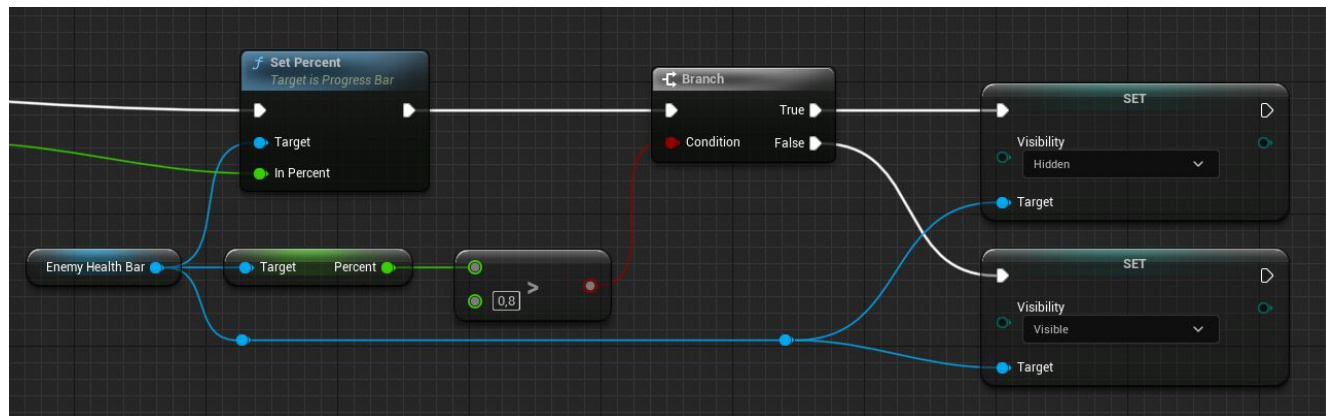 f Set Percent
Target is Progress Bar
Target
In Percent
Branch
True
Condition
False
SET
Visibility
Hidden
Target
Enemy Health Bar
Target
Percent
0,8
>
SET
Visibility
Visible
Target